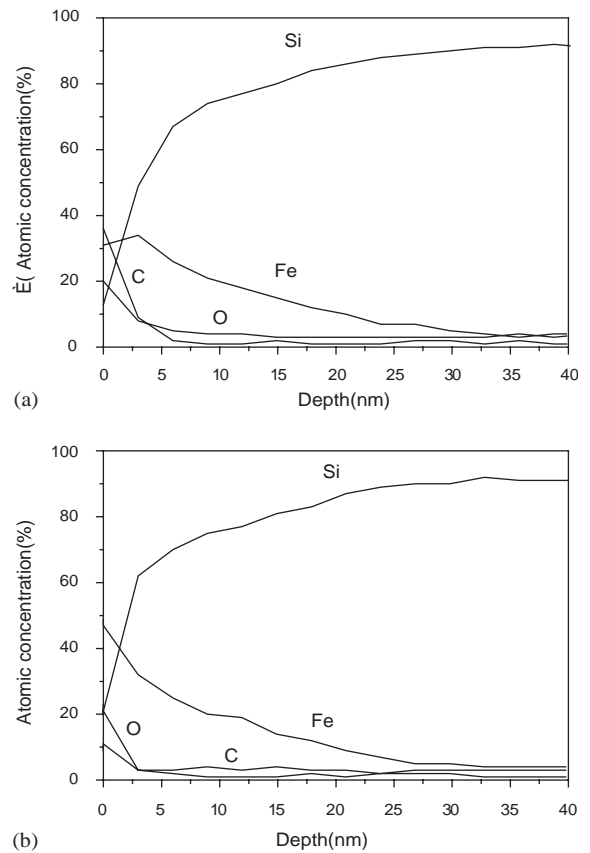 100
80
60
40
20
0
È( Atomic concentration(%)
Si
Fe
C
O
0 5 10 15 20 25 30 35 40
Depth(nm)
(a)
100
80
60
40
20
0
Atomic concentration(%)
Si
Fe
O
C
0 5 10 15 20 25 30 35 40
Depth(nm)
(b)